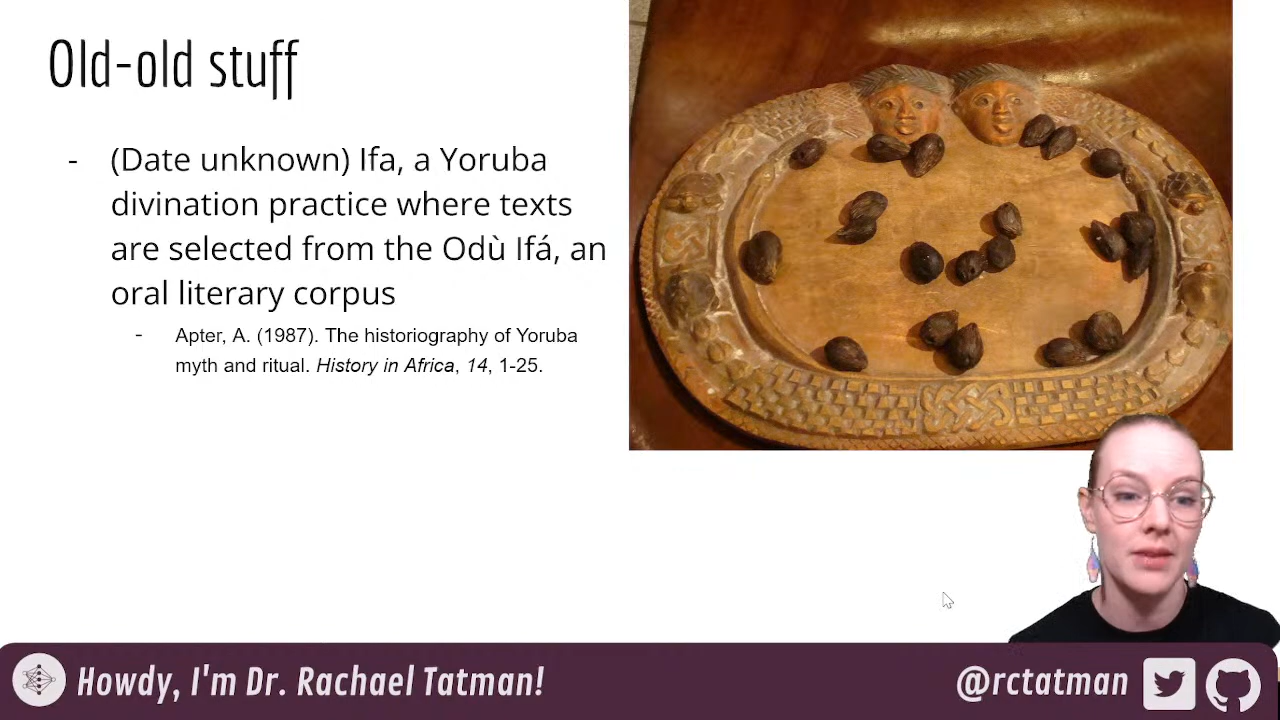 Old-old stuff
- (Date unknown) Ifa, a Yoruba
divination practice where texts
are selected from the Odù Ifá, an
oral literary corpus
- Apter, A. (1987). The historiography of Yoruba
myth and ritual. History in Africa, 14, 1-25.
Howdy, I'm Dr. Rachael Tatman!
@rctatman